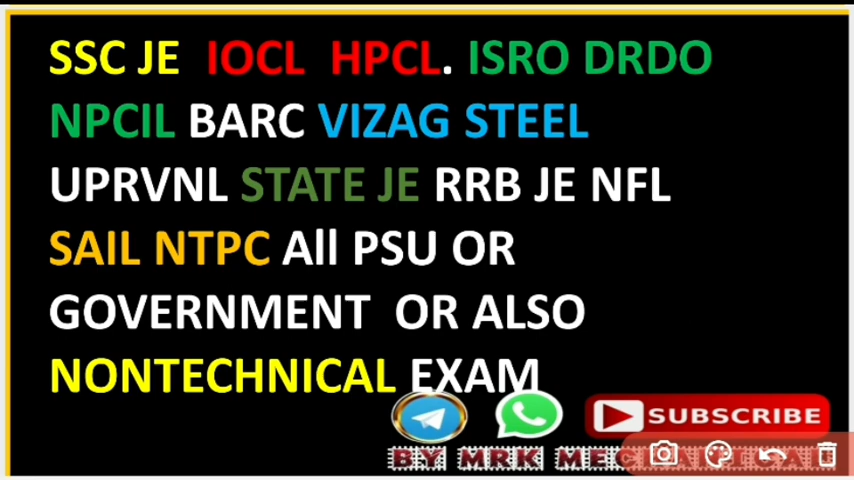 SSC JE IOCL HPCL. ISRO DRDO
NPCIL BARC VIZAG STEEL
UPRVNL STATE JE RRB JE NFL
SAIL NTPC All PSU OR
GOVERNMENT OR ALSO
NONTECHNICAL EXAM
SUBSCRIBE
BY MRK MECHANICAL